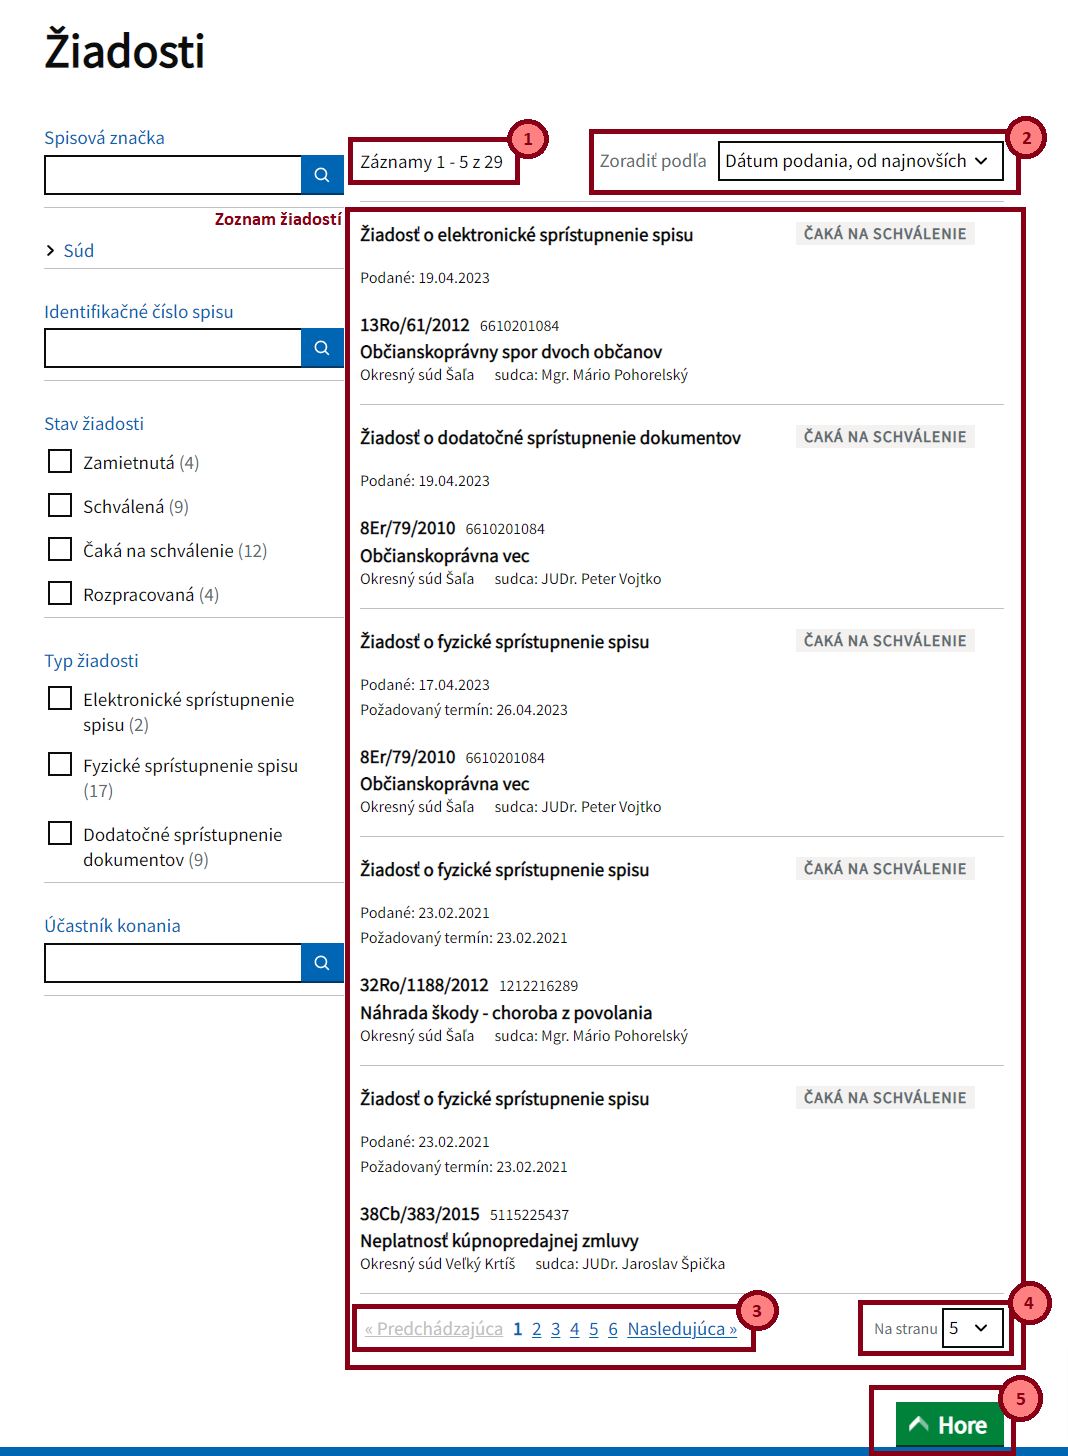 Žiadosti
Spisová značka
Zoznam žiadostí
Súd
Identifikačné číslo spisu
Stav žiadosti
Zamietnutá (4)
Schválená (9)
Čaká na schválenie (12)
Rozpracovaná (4)
Typ žiadosti
Elektronické sprístupnenie
spisu (2)
Fyzické sprístupnenie spisu
(17)
Dodatočné sprístupnenie
dokumentov (9)
Účastník konania
Záznamy 1 - 5 z 29
1
Zoradiť podľa Dátum podania, od najnovších
2
Žiadosť o elektronické sprístupnenie spisu ČAKÁ NA SCHVÁLENIE
Podané: 19.04.2023
13Ro/61/2012 6610201084
Občianskoprávny spor dvoch občanov
Okresný súd Šaľa sudca: Mgr. Mário Pohorelský
Žiadosť o dodatočné sprístupnenie dokumentov ČAKÁ NA SCHVÁLENIE
Podané: 19.04.2023
8Er/79/2010 6610201084
Občianskoprávna vec
Okresný súd Šaľa sudca: JUDr. Peter Vojtko
Žiadosť o fyzické sprístupnenie spisu ČAKÁ NA SCHVÁLENIE
Podané: 17.04.2023
Požadovaný termín: 26.04.2023
8Er/79/2010 6610201084
Občianskoprávna vec
Okresný súd Šaľa sudca: JUDr. Peter Vojtko
Žiadosť o fyzické sprístupnenie spisu ČAKÁ NA SCHVÁLENIE
Podané: 23.02.2021
Požadovaný termín: 23.02.2021
32Ro/1188/2012 1212216289
Náhrada škody - choroba z povolania
Okresný súd Šaľa sudca: Mgr. Mário Pohorelský
Žiadosť o fyzické sprístupnenie spisu ČAKÁ NA SCHVÁLENIE
Podané: 23.02.2021
Požadovaný termín: 23.02.2021
38Cb/383/2015 5115225437
Neplatnosť kúpnopredajnej zmluvy
Okresný súd Veľký Krtíš sudca: JUDr. Jaroslav Špička
« Predchádzajúca 1 2 3 4 5 6 Nasledujúca »
3
Na stranu 5
4
Hore
5